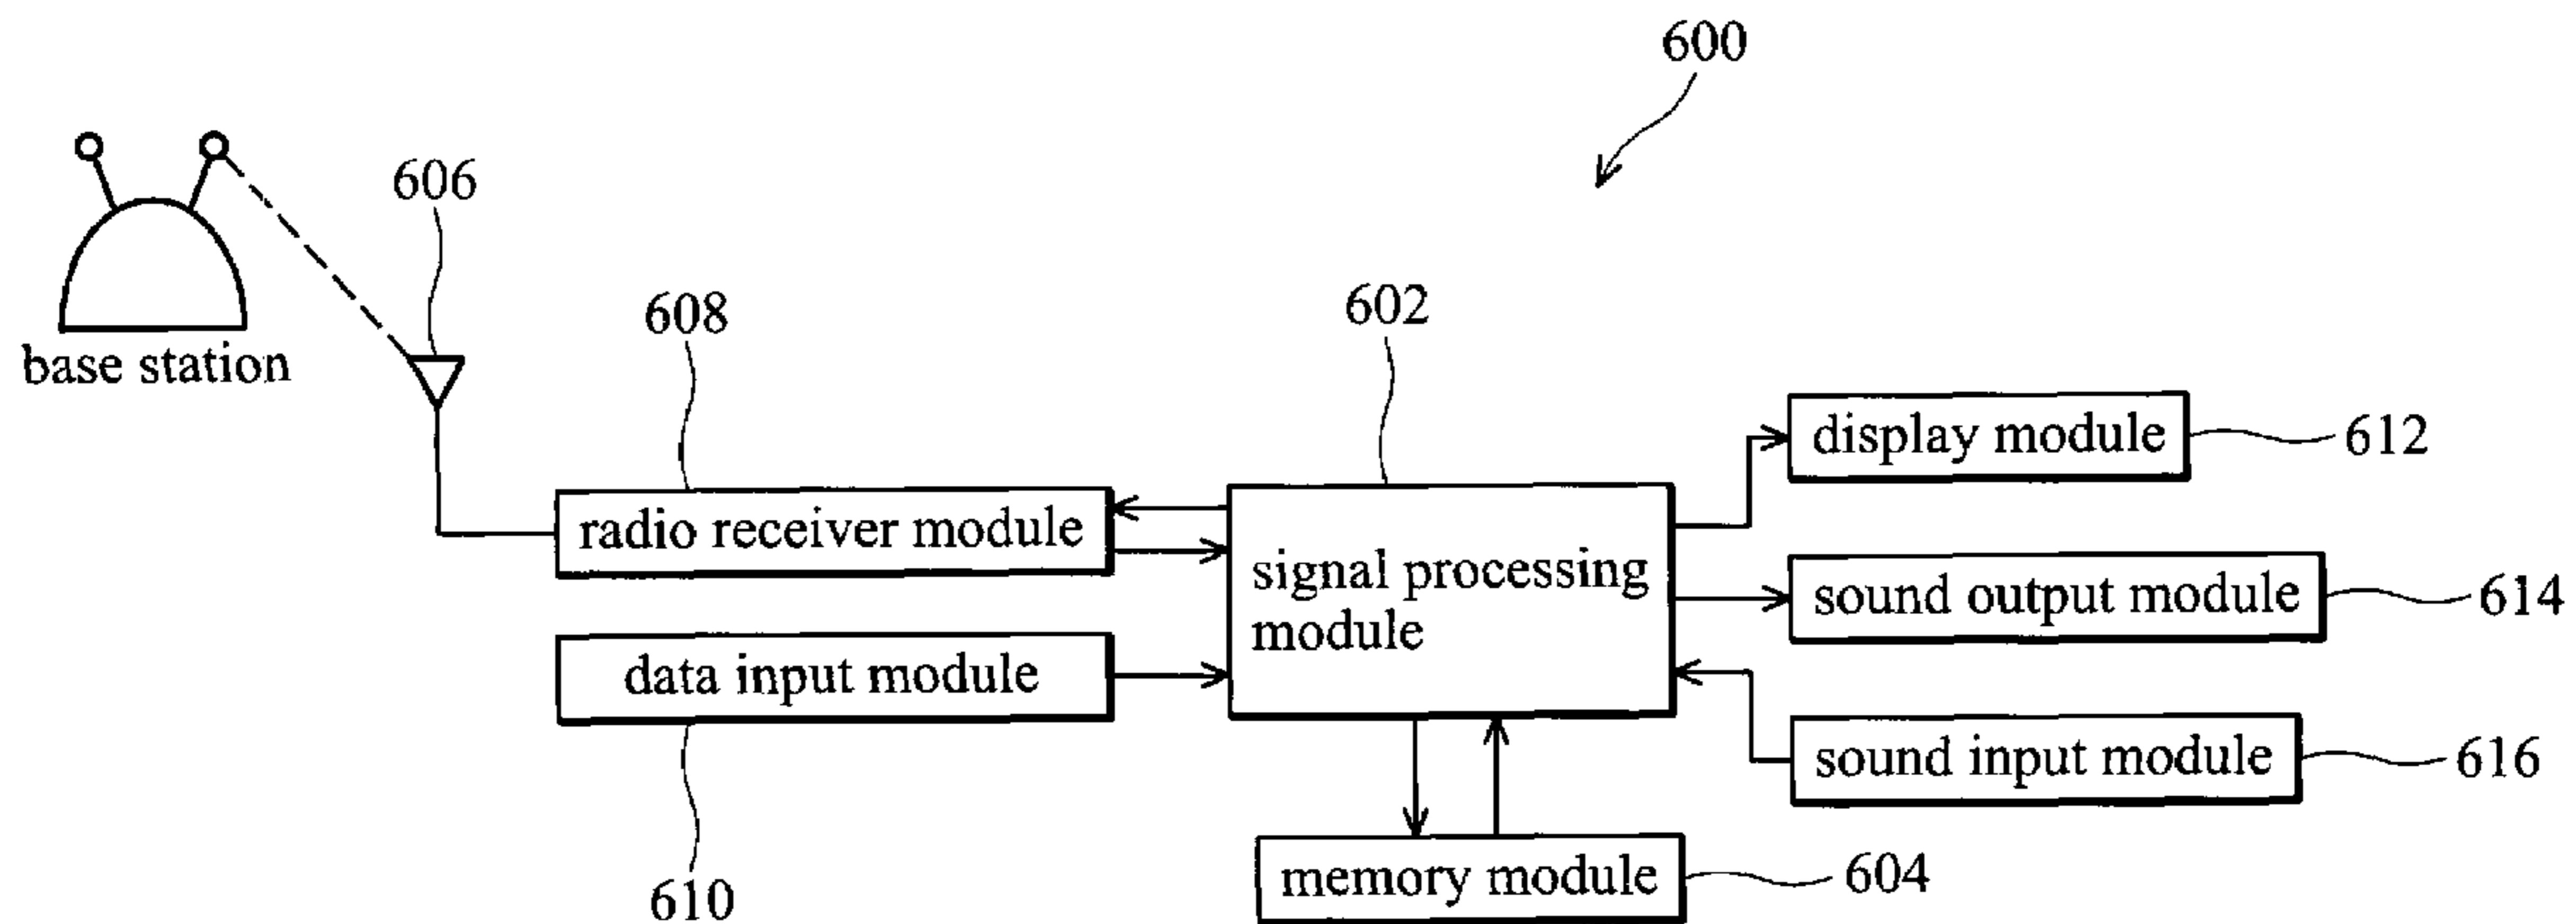 600
606
base station
608
602
radio receiver module
signal processing
module
display module
612
sound output module
614
data input module
sound input module
616
610
memory module
604